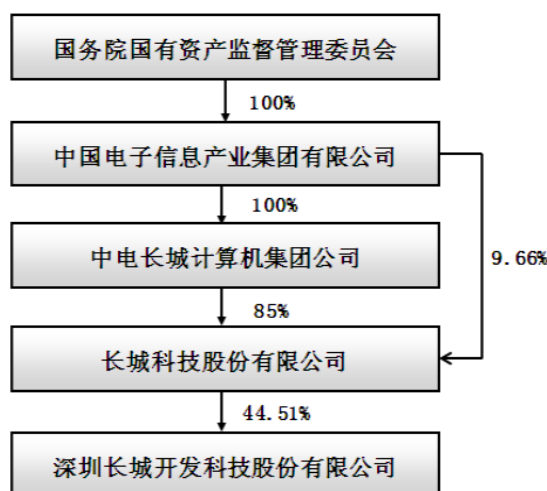 国务院国有资产监督管理委员会
100%
中国电子信息产业集团有限公司
100%
中电长城计算机集团公司
9.66%
85%
长城科技股份有限公司
44.51%
深圳长城开发科技股份有限公司